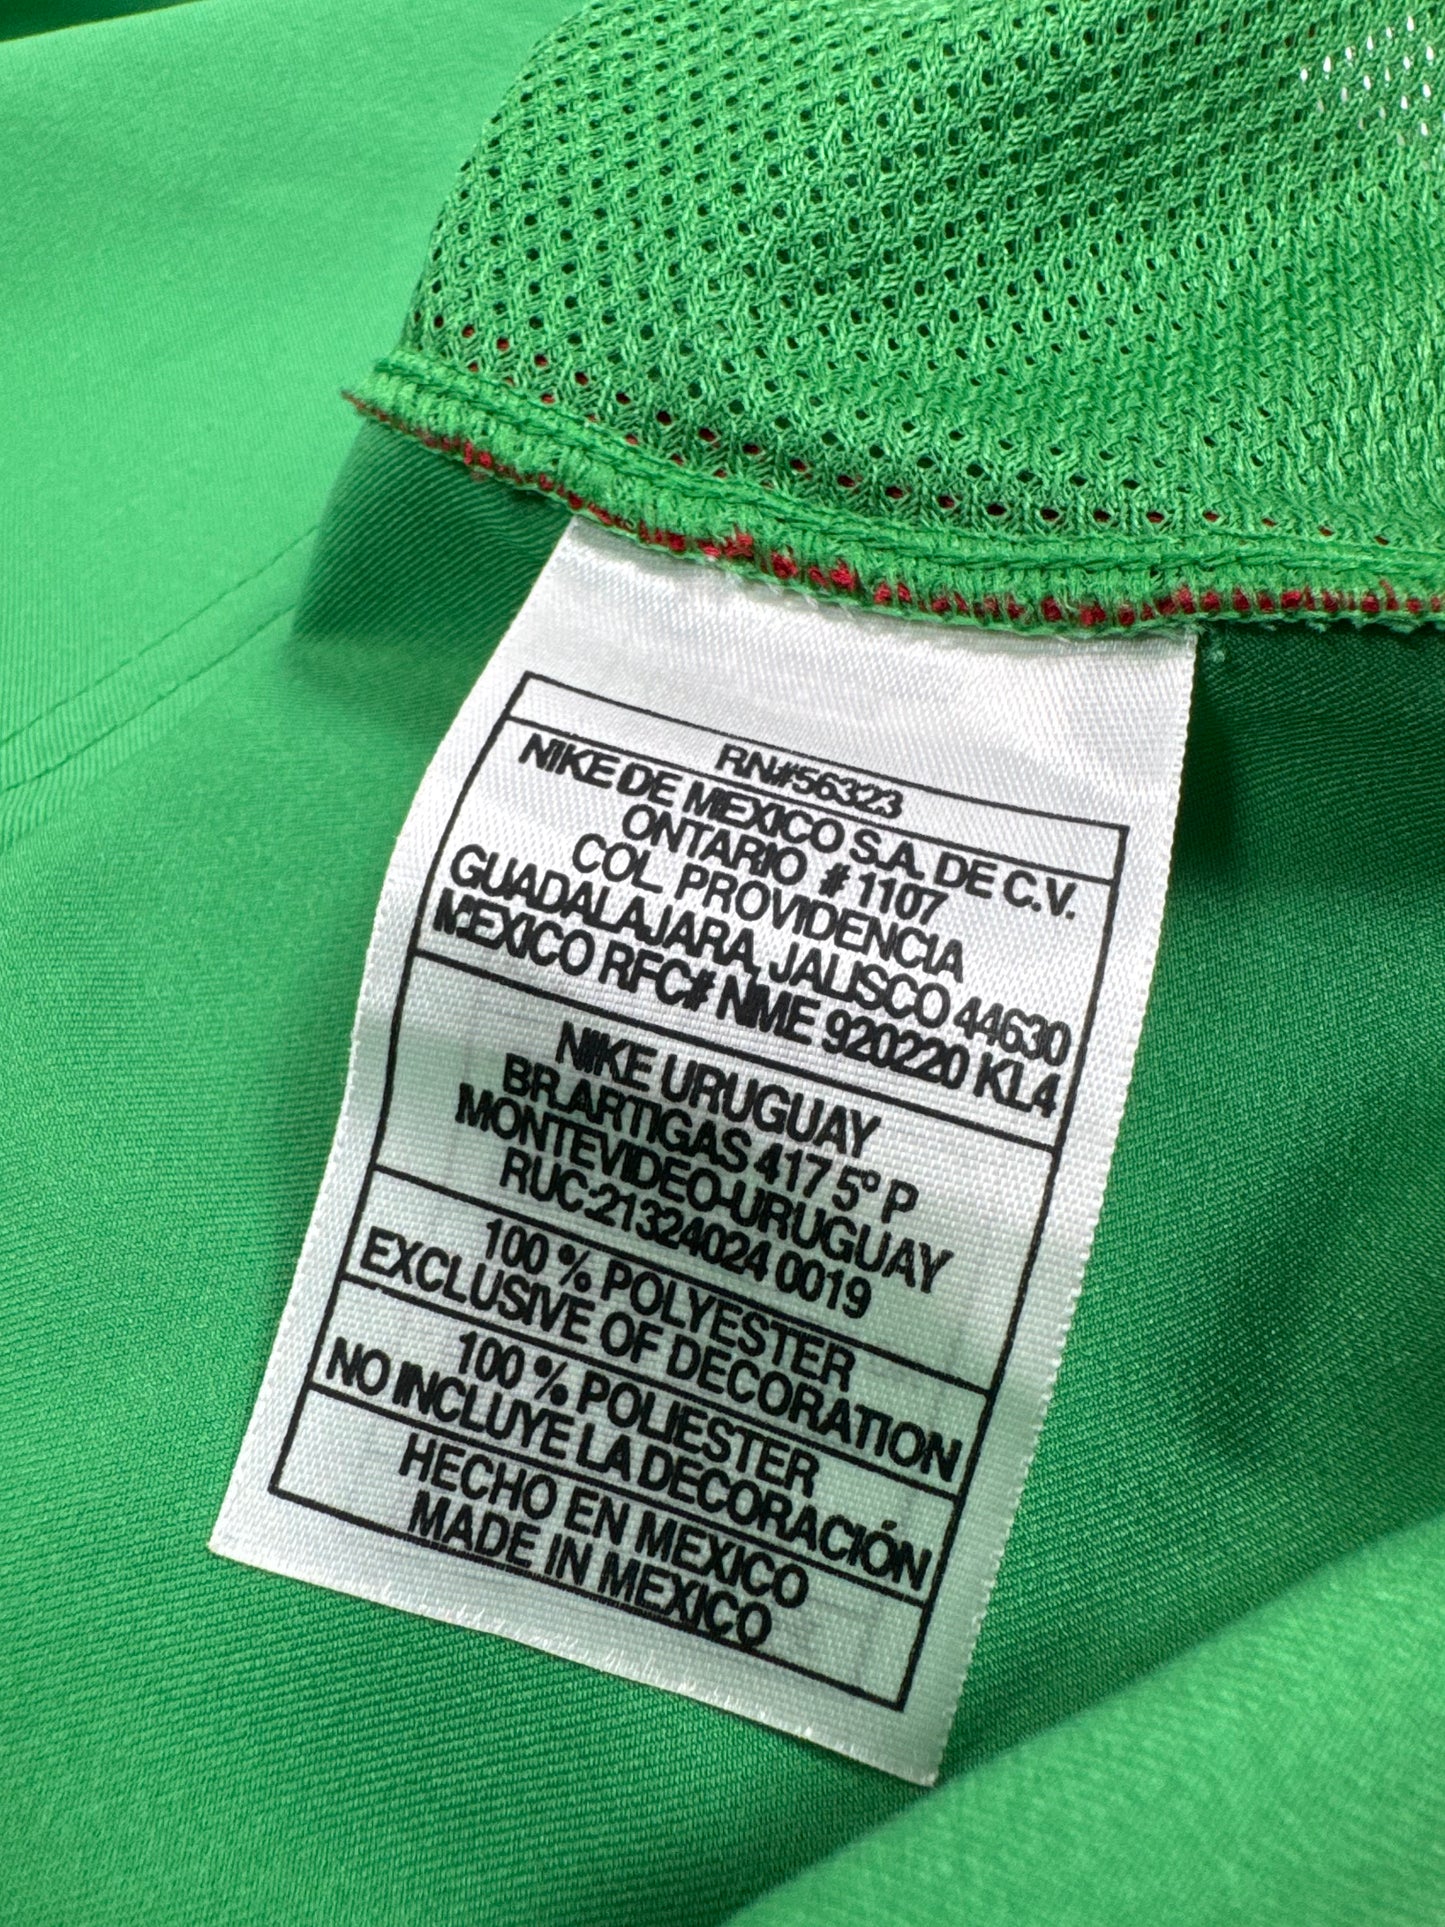 RN#56323
NIKE DE MEXICO S.A. DE C.V.
ONTARIO #1107
COL. PROVIDENCIA
GUADALAJARA, JALISCO 44630
MEXICO RFC# NME 920220 KL4
NIKE URUGUAY
BR.ARTIGAS 417 5º P
MONTEVIDEO-URUGUAY
RUC:21324024 0019
100 % POLYESTER
EXCLUSIVE OF DECORATION
100 % POLIESTER
NO INCLUYE LA DECORACIÓN
HECHO EN MEXICO
MADE IN MEXICO